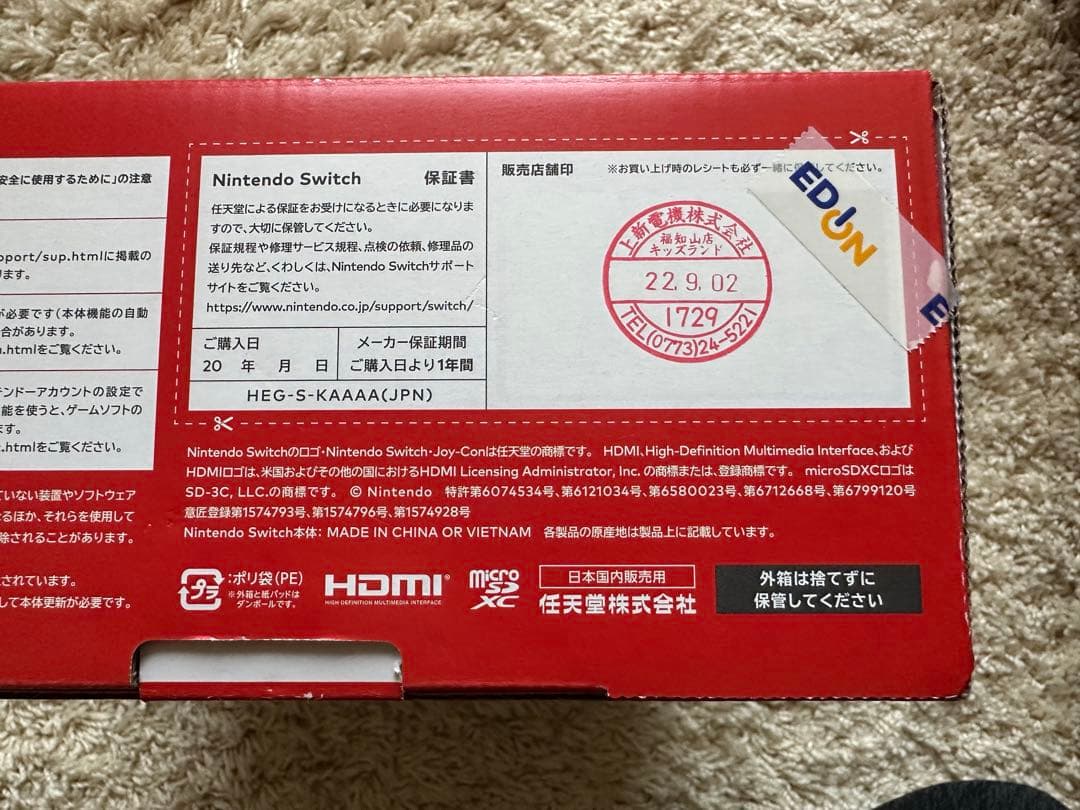 安全に使用するために」の注意
pport/sup.htmlに掲載の
ます。
が必要です(本体機能の自動
合があります。
.htmlをご覧ください。
テンドーアカウントの設定で
能を使うと、ゲームソフトの
ます。
t.htmlをご覧ください。
ていない装置やソフトウェア
るほか、それらを使用して
除されることがあります。
されています。
して本体更新が必要です。
Nintendo Switch 保証書
任天堂による保証をお受けになるときに必要になりま
すので、大切に保管してください。
保証規程や修理サービス規程、点検の依頼、修理品の
送り先など、くわしくは、Nintendo Switchサポート
サイトをご覧ください。
https://www.nintendo.co.jp/support/switch/
ご購入日
20 年 月 日
メーカー保証期間
ご購入日より1年間
HEG-S-KAAAA(JPN)
販売店舗印 ※お買い上げ時のレシートも必ず一緒に保管してください。
上新電機株式会社
福知山店
キッズランド
22.9.02
1729
TEL(0773)24-5221
EDION
E
Nintendo Switchのロゴ・Nintendo Switch・Joy-Conは任天堂の商標です。 HDMI、High-Definition Multimedia Interface、および
HDMIロゴは、米国およびその他の国におけるHDMI Licensing Administrator, Inc. の商標または、登録商標です。 microSDXCロゴは
SD-3C, LLC.の商標です。 © Nintendo 特許第6074534号、第6121034号、第6580023号、第6712668号、第6799120号
意匠登録第1574793号、第1574796号、第1574928号
Nintendo Switch本体: MADE IN CHINA OR VIETNAM 各製品の原産地は製品上に記載しています。
プラ
:ポリ袋(PE)
※外箱と紙パッドは
ダンボールです。
HDMI®
HIGH-DEFINITION MULTIMEDIA INTERFACE
micro
SD
XC
日本国内販売用
任天堂株式会社
外箱は捨てずに
保管してください